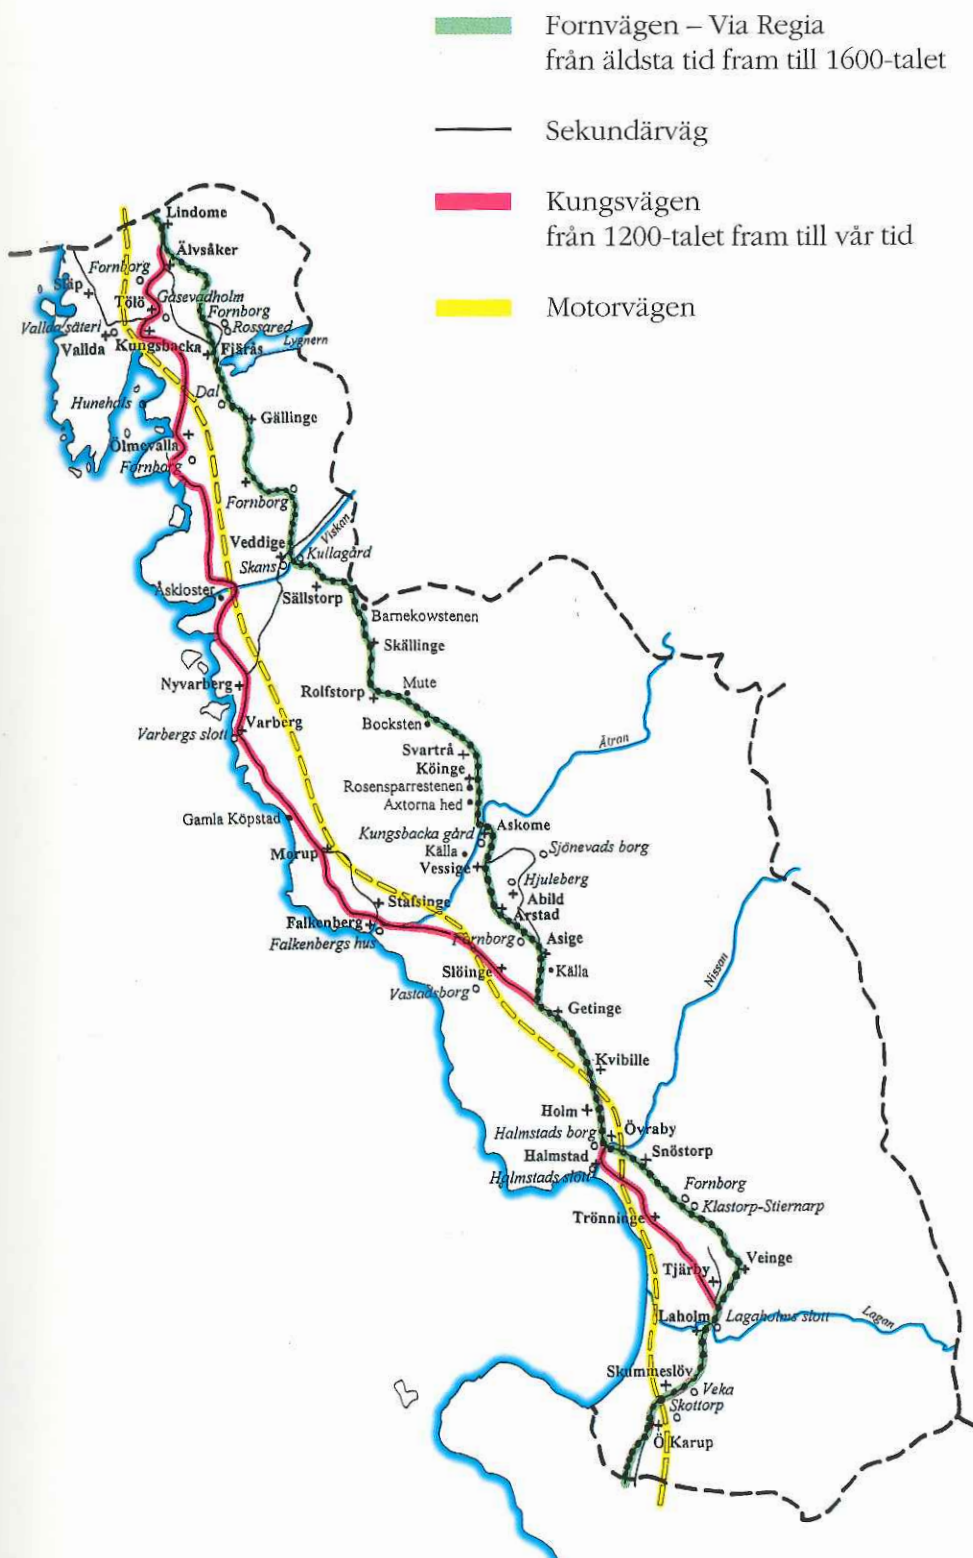 Fornvägen – Via Regia
från äldsta tid fram till 1600-talet
Sekundärväg
Kungsvägen
från 1200-talet fram till vår tid
Motorvägen
Lindome
Älvsåker
Fornborg
Släp
Gåsevadholm
Tölö
Fornborg
Vallda säteri
Rossared
Vallda
Kungsbacka
Fjärås
Lygnern
Dal
Hunehals
Gällinge
Ölmevalla
Fornborg
Fornborg
Viskan
Veddige
Kullagård
Skans
Åskloster
Sällstorp
Barnekowstenen
Skällinge
Nyvarberg
Rolfstorp
Mute
Bocksten
Varberg
Varbergs slott
Ätran
Svartrå
Köinge
Rosensparrestenen
Axtorna hed
Gamla Köpstad
Askome
Kungsbacka gård
Källa
Sjönevads borg
Morup
Vessige
Hjuleberg
Abild
Stafsinge
Årstad
Falkenberg
Fornborg
Asige
Falkenbergs hus
Slöinge
Källa
Nissan
Vastadsborg
Getinge
Kvibille
Holm
Övraby
Halmstads borg
Snöstorp
Halmstad
Halmstads slott
Fornborg
Klastorp-Stiernarp
Trönninge
Veinge
Tjärby
Laholm
Lagaholms slott
Lagan
Skummeslöv
Veka
Skottorp
Ö Karup